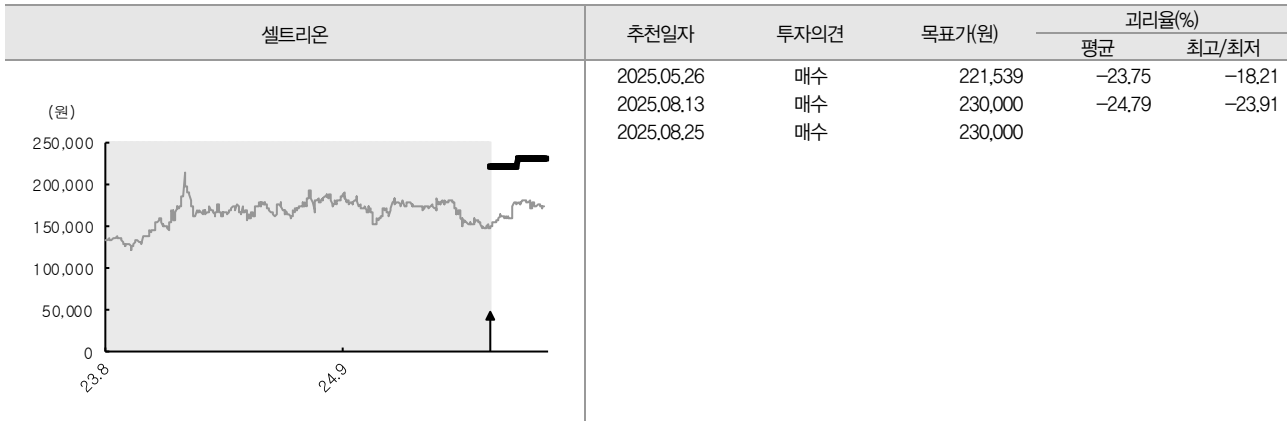 셀트리온 추천일자 투자의견 목표가(원) 괴리율(%)
평균 최고/최저
2025.05.26 매수 221,539 -23.75 -18.21
2025.08.13 매수 230,000 -24.79 -23.91
2025.08.25 매수 230,000
(원)
250,000
200,000
150,000
100,000
50,000
0
23.8 24.9